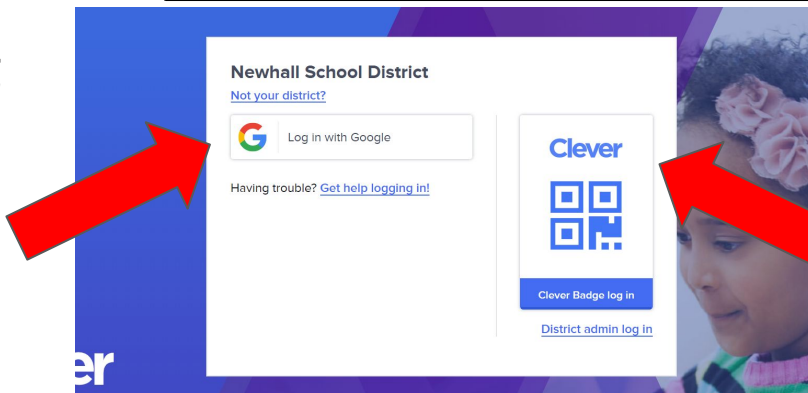 Newhall School District
Not your district?
Log in with Google
Having trouble? Get help logging in!
Clever
Clever Badge log in
District admin log in
er